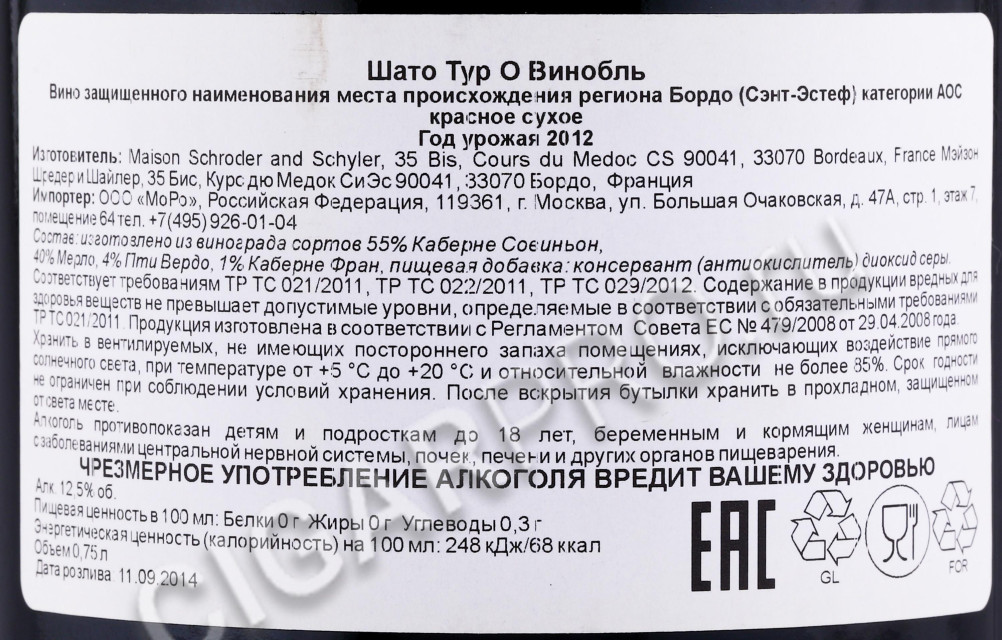 Шато Тур О Винобль
Вино защищенного наименования места происхождения региона Бордо (Сэнт-Эстеф) категории АОС
красное сухое
Год урожая 2012
Изготовитель: Maison Schroder and Schyler, 35 Bis, Cours du Medoc CS 90041, 33070 Bordeaux, France Мэйзон
Шредер и Шайлер, 35 Бис, Курс дю Медок СиЭс 90041, 33070 Бордо, Франция
Импортер: ООО «МоРо», Российская Федерация, 119361, г. Москва, ул. Большая Очаковская, д. 47А, стр. 1, этаж 7,
помещение 64 тел. +7(495) 926-01-04
Состав: изготовлено из винограда сортов 55% Каберне Совиньон,
40% Мерло, 4% Пти Вердо, 1% Каберне Фран, пищевая добавка: консервант (антиокислитель) диоксид серы.
Соответствует требованиям ТР ТС 021/2011, ТР ТС 022/2011, ТР ТС 029/2012. Содержание в продукции вредных для
здоровья веществ не превышает допустимые уровни, определяемые в соответствии с обязательными требованиями
ТР ТС 021/2011. Продукция изготовлена в соответствии с Регламентом Совета ЕС № 479/2008 от 29.04.2008 года.
Хранить в вентилируемых, не имеющих постороннего запаха помещениях, исключающих воздействие прямого
солнечного света, при температуре от +5 °С до +20 °С и относительной влажности не более 85%. Срок годности
не ограничен при соблюдении условий хранения. После вскрытия бутылки хранить в прохладном, защищенном
от света месте.
Алкоголь противопоказан детям и подросткам до 18 лет, беременным и кормящим женщинам, лицам
с заболеваниями центральной нервной системы, почек, печени и других органов пищеварения.
ЧРЕЗМЕРНОЕ УПОТРЕБЛЕНИЕ АЛКОГОЛЯ ВРЕДИТ ВАШЕМУ ЗДОРОВЬЮ
Алк. 12,5% об.
Пищевая ценность в 100 мл: Белки 0 г Жиры 0 г Углеводы 0,3 г
Энергетическая ценность (калорийность) на 100 мл: 248 кДж/68 ккал
Объем 0,75 л
Дата розлива: 11.09.2014
EAC
GL
FOR
CIGARPRO.ru